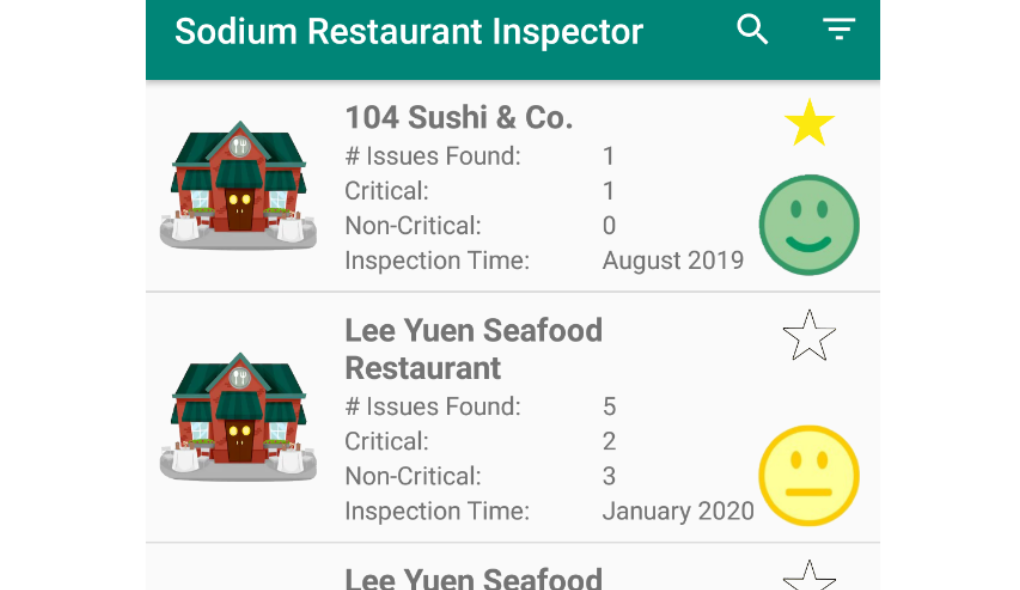 Sodium Restaurant Inspector
104 Sushi & Co.
# Issues Found: 1
Critical: 1
Non-Critical: 0
Inspection Time: August 2019
Lee Yuen Seafood
Restaurant
# Issues Found: 5
Critical: 2
Non-Critical: 3
Inspection Time: January 2020
Lee Yuen Seafood